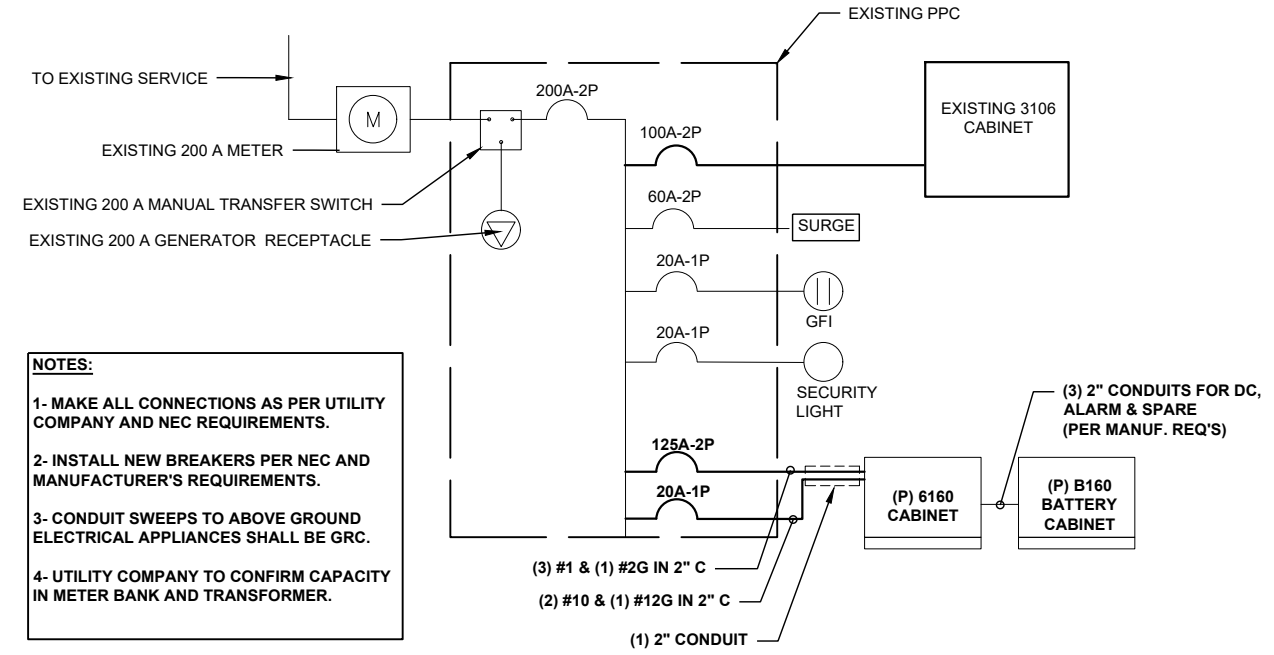 EXISTING PPC
TO EXISTING SERVICE
M
EXISTING 200 A METER
EXISTING 200 A MANUAL TRANSFER SWITCH
EXISTING 200 A GENERATOR RECEPTACLE
200A-2P
100A-2P
EXISTING 3106
CABINET
60A-2P
SURGE
20A-1P
GFI
20A-1P
SECURITY
LIGHT
NOTES:
1- MAKE ALL CONNECTIONS AS PER UTILITY
COMPANY AND NEC REQUIREMENTS.
2- INSTALL NEW BREAKERS PER NEC AND
MANUFACTURER'S REQUIREMENTS.
3- CONDUIT SWEEPS TO ABOVE GROUND
ELECTRICAL APPLIANCES SHALL BE GRC.
4- UTILITY COMPANY TO CONFIRM CAPACITY
IN METER BANK AND TRANSFORMER.
125A-2P
20A-1P
(P) 6160
CABINET
(P) B160
BATTERY
CABINET
(3) 2" CONDUITS FOR DC,
ALARM & SPARE
(PER MANUF. REQ'S)
(3) #1 & (1) #2G IN 2" C
(2) #10 & (1) #12G IN 2" C
(1) 2" CONDUIT